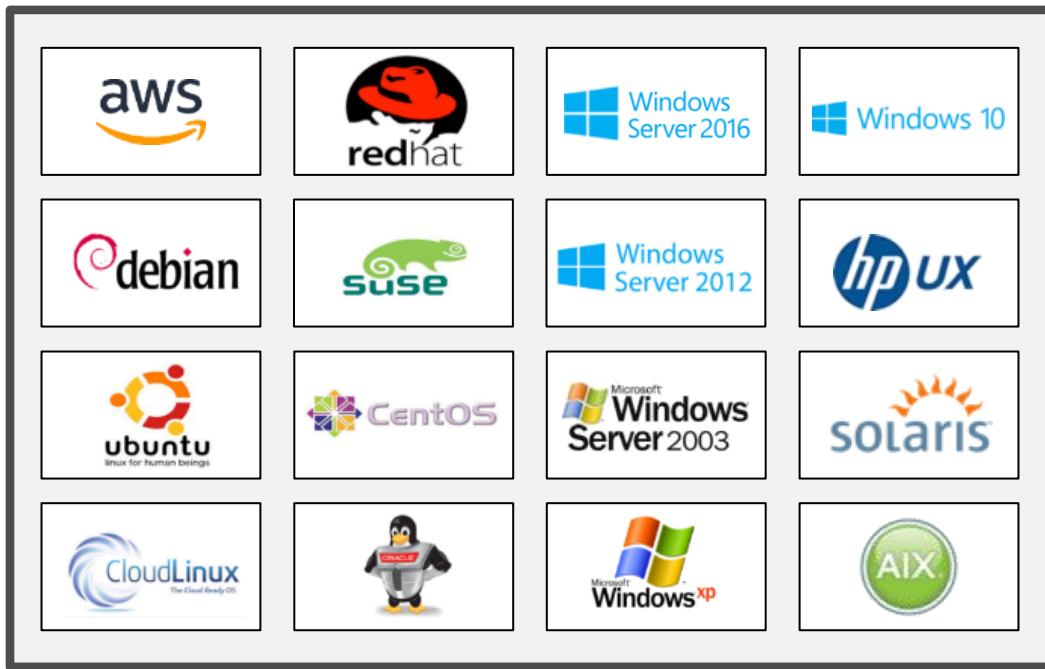 aws
redhat
Windows
Server 2016
Windows 10
debian
suse
Windows
Server 2012
hp UX
ubuntu
linux for human beings
CentOS
Microsoft
Windows
Server 2003
solaris
CloudLinux
The Cloud Ready OS
ORACLE
Microsoft
Windows xp
AIX